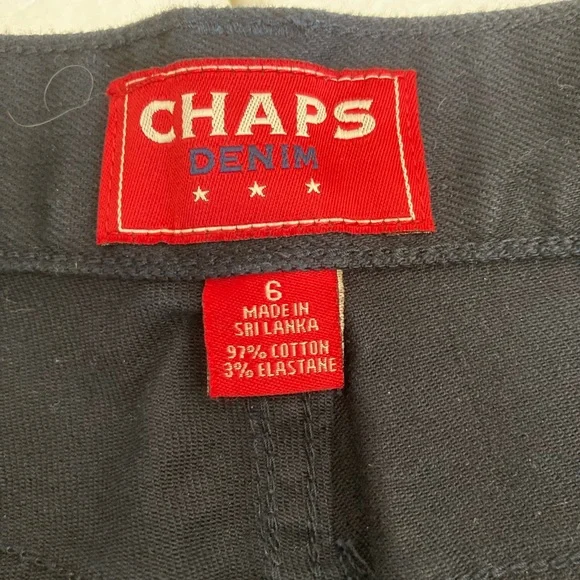 CHAPS
DENIM
6
MADE IN
SRI LANKA
97% COTTON
3% ELASTANE